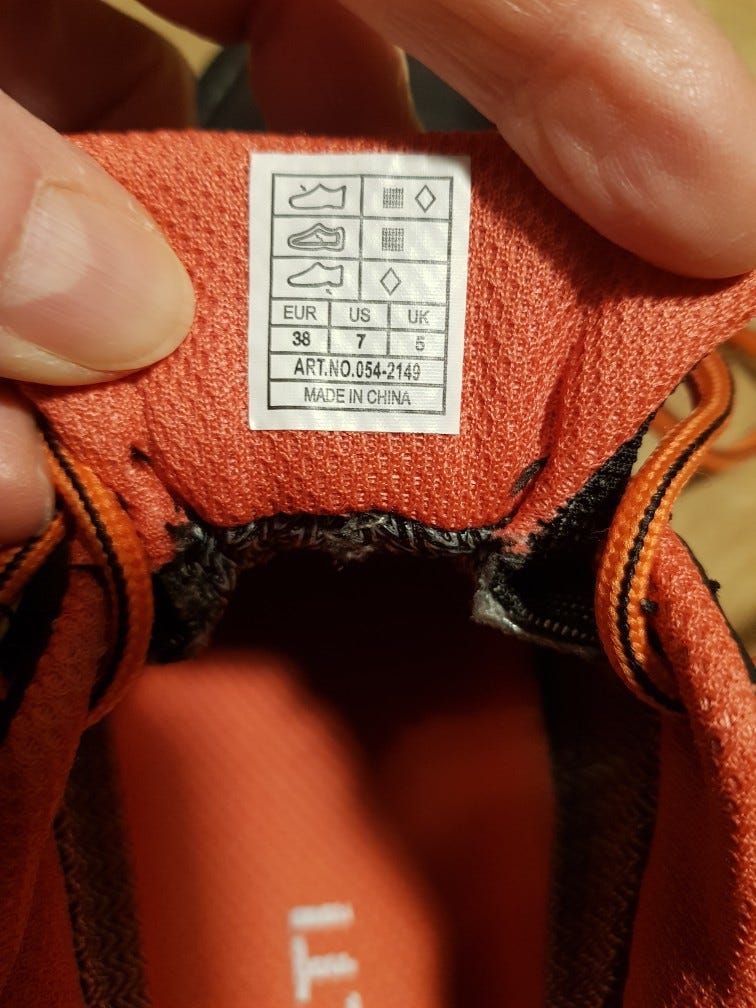 EUR US UK
38 7 5
ART.NO.054-2149
MADE IN CHINA